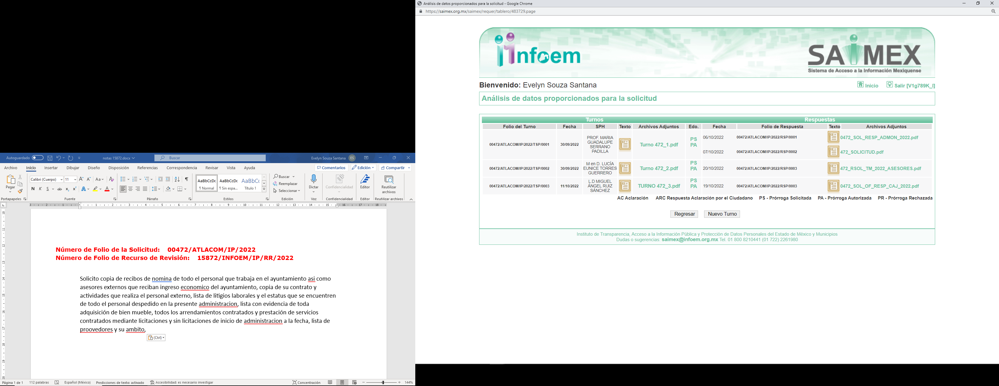 Autoguardado
notas 15872.docx
Buscar
Evelyn Souza Santana
ES
Archivo Inicio Insertar Dibujar Diseño Disposición Referencias Correspondencia Revisar Vista Ayuda
Comentarios Edición Compartir
Pegar
Calibri (Cuerpo) 11
N K S
AaBbCcDc AaBbCcDc AaBbCc
¶ Normal ¶ Sin espa... Título 1
Buscar
Reemplazar
Seleccionar
Dictar
Confidencialidad
Editor
Reutilizar
archivos
Portapapeles Fuente Párrafo Estilos Edición Voz Confidencialidad Editor Reutilizar archivos
Número de Folio de la Solicitud: 00472/ATLACOM/IP/2022
Número de Folio de Recurso de Revisión: 15872/INFOEM/IP/RR/2022
Solicito copia de recibos de nomina de todo el personal que trabaja en el ayuntamiento asi como
asesores externos que reciban ingreso economico del ayuntamiento, copia de su contrato y
actividades que realiza el personal externo, lista de litigios laborales y el estatus que se encuentren
de todo el personal despedido en la presente administracion, lista con evidencia de toda
adquisición de bien mueble, todos los arrendamientos contratados y prestación de servicios
contratados mediante licitaciones y sin licitaciones de inicio de administracion a la fecha, lista de
proovedores y su ambito,
(Ctrl)
Página 1 de 1 112 palabras Español (México) Predicciones de texto: activado Accesibilidad: es necesario investigar Concentración 144%
Análisis de datos proporcionados para la solicitud - Google Chrome
https://saimex.org.mx/saimex/requer/tablero/483729.page
infoem
SAIMEX
Sistema de Acceso a la Información Mexiquense
Bienvenido: Evelyn Souza Santana
Inicio Salir [V1g789K_I]
Análisis de datos proporcionados para la solicitud
Turnos Respuestas
Folio del Turno Fecha SPH Texto Archivos Adjuntos Edo. Fecha Folio de Respuesta Texto Archivos Adjuntos
00472/ATLACOM/IP/2022/TSP/0001 30/09/2022
PROF. MARIA
GUADALUPE
SERRANO
PADILLA
Turno 472_1.pdf
PS
PA
06/10/2022 00472/ATLACOM/IP/2022/RSP/0001 0472_SOL_RESP_ADMON_2022.pdf
07/10/2022 00472/ATLACOM/IP/2022/RSP/0002 472_SOLICITUD.pdf
00472/ATLACOM/IP/2022/TSP/0002 30/09/2022
M en D. LUCÍA
EUNICE TORRES
GUERRERO
Turno 472_2.pdf
PS
PA
20/10/2022 00472/ATLACOM/IP/2022/RSP/0003 472_RSOL_TM_2022_ASESORES.pdf
00472/ATLACOM/IP/2022/TSP/0003 11/10/2022
L.D MIGUEL
ÁNGEL RUIZ
SÁNCHEZ
TURNO 472_3.pdf
PS
PA
19/10/2022 00472/ATLACOM/IP/2022/RSP/0003 0472_SOL_OF_RESP_CAJ_2022.pdf
AC Aclaración ARC Respuesta Aclaración por el Ciudadano PS - Prórroga Solicitada PA - Prórroga Autorizada PR - Prórroga Rechazada
Regresar Nuevo Turno
Instituto de Transparencia, Acceso a la Información Pública y Protección de Datos Personales del Estado de México y Municipios
Dudas o sugerencias: saimex@infoem.org.mx Tel. 01 800 8210441 (01 722) 2261980